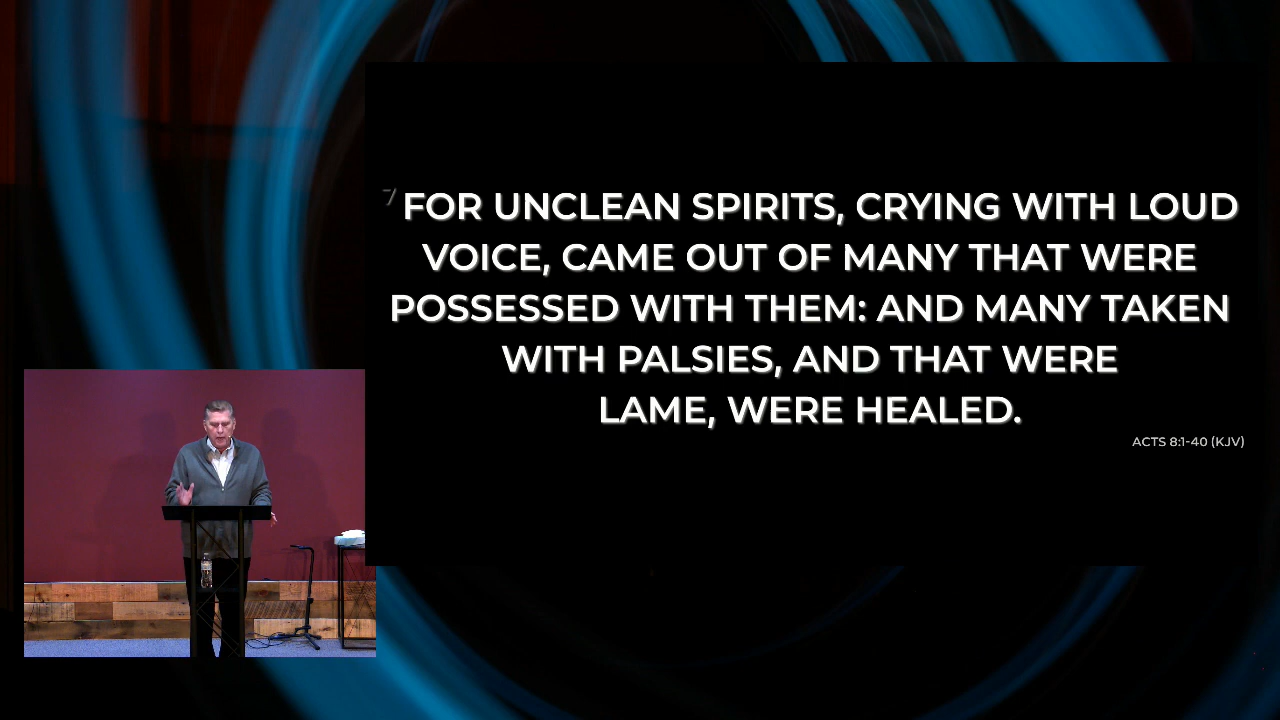 7 FOR UNCLEAN SPIRITS, CRYING WITH LOUD
VOICE, CAME OUT OF MANY THAT WERE
POSSESSED WITH THEM: AND MANY TAKEN
WITH PALSIES, AND THAT WERE
LAME, WERE HEALED.
ACTS 8:1-40 (KJV)